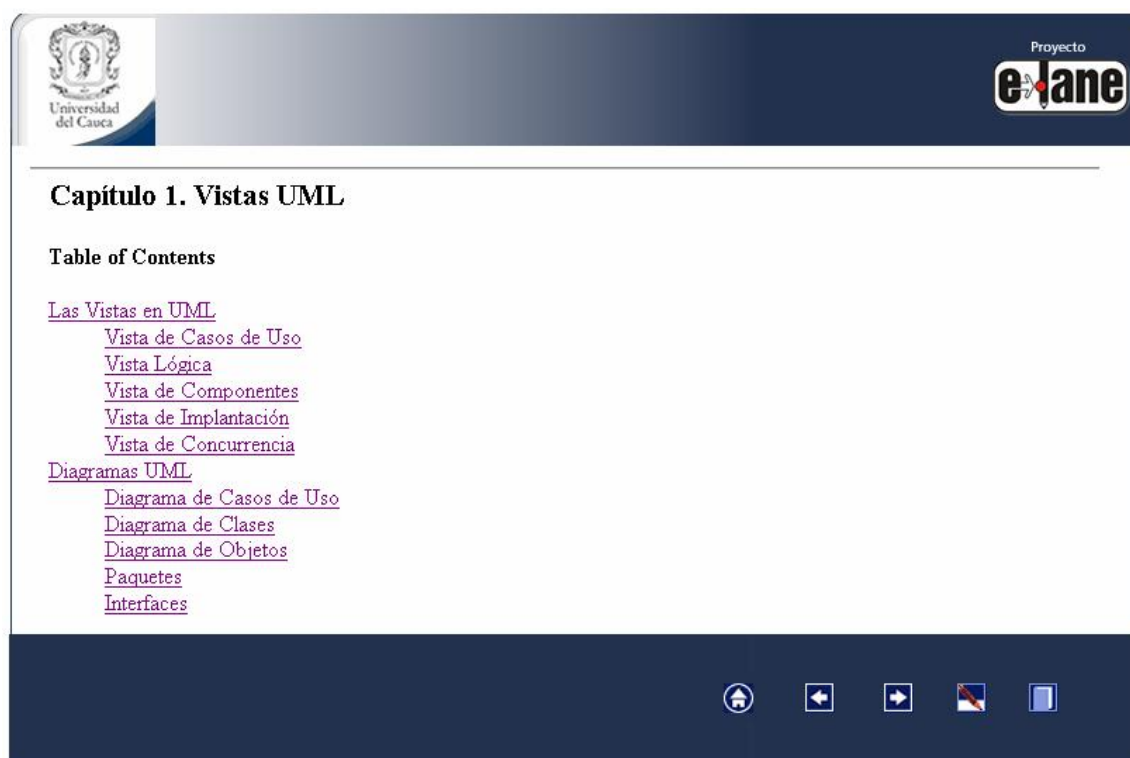 Universidad
del Cauca
Proyecto
e-lane
Capítulo 1. Vistas UML
Table of Contents
Las Vistas en UML
Vista de Casos de Uso
Vista Lógica
Vista de Componentes
Vista de Implantación
Vista de Concurrencia
Diagramas UML
Diagrama de Casos de Uso
Diagrama de Clases
Diagrama de Objetos
Paquetes
Interfaces